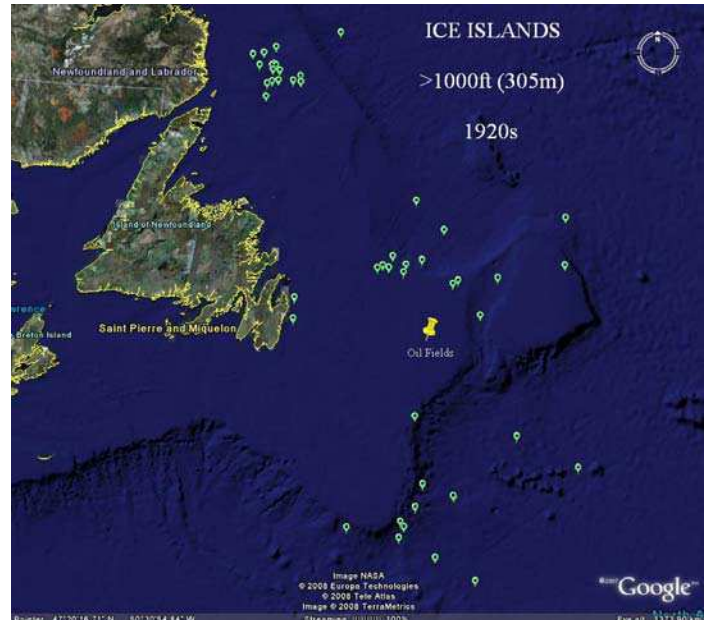 ICE ISLANDS
>1000ft (305m)
1920s
N
Newfoundland and Labrador
Island of Newfoundland
Saint Pierre and Miquelon
Breton Island
Oil Fields
Image NASA
© 2008 Europa Technologies
© 2008 Tele Atlas
Image © 2008 TerraMetrics
Google